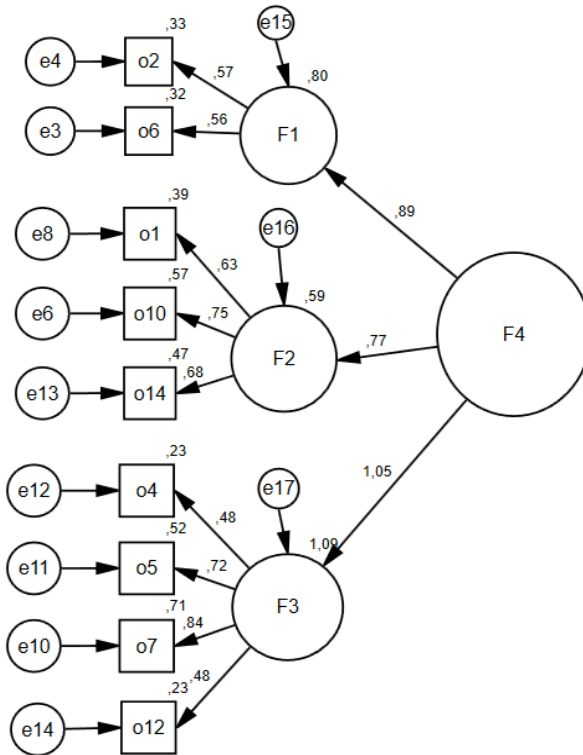 e15
,33
e4
o2
,57
,80
,32
F1
e3
o6
,56
,39
,89
e8
o1
e16
,63
,57
,59
e6
o10
,75
F4
,77
F2
,47
e13
o14
,68
,23
e12
o4
e17
1,05
,48
,52
1,09
e11
o5
,72
F3
,71
e10
o7
,84
,23
,48
e14
o12